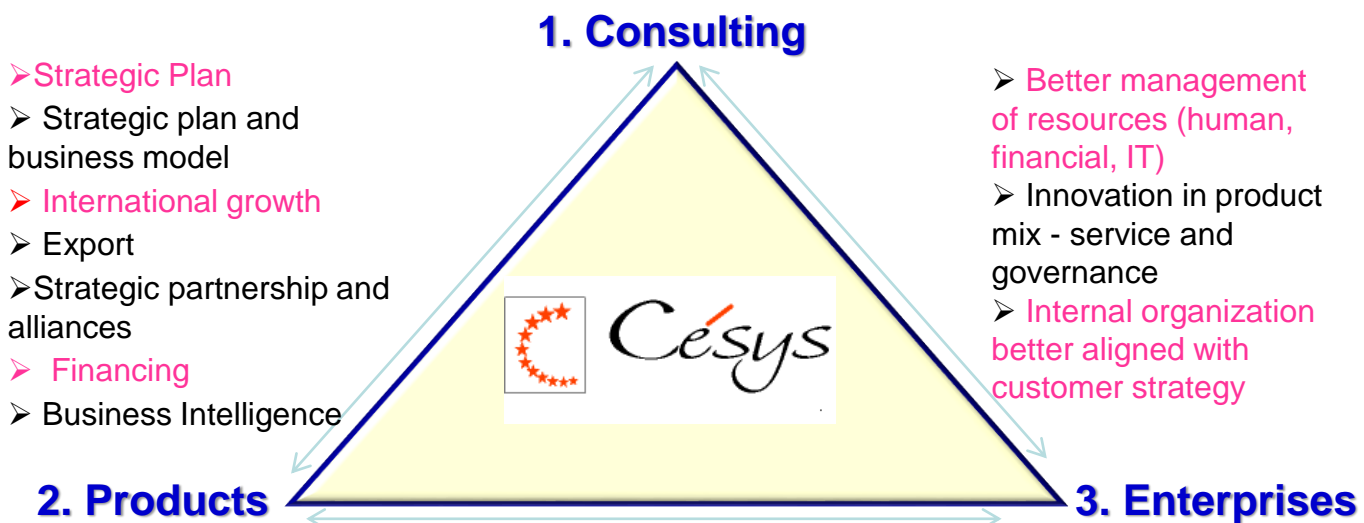 1. Consulting
➢Strategic Plan
➢ Strategic plan and
business model
➢ International growth
➢ Export
➢Strategic partnership and
alliances
➢ Financing
➢ Business Intelligence
➢ Better management
of resources (human,
financial, IT)
➢ Innovation in product
mix - service and
governance
➢ Internal organization
better aligned with
customer strategy
Césys
2. Products
3. Enterprises